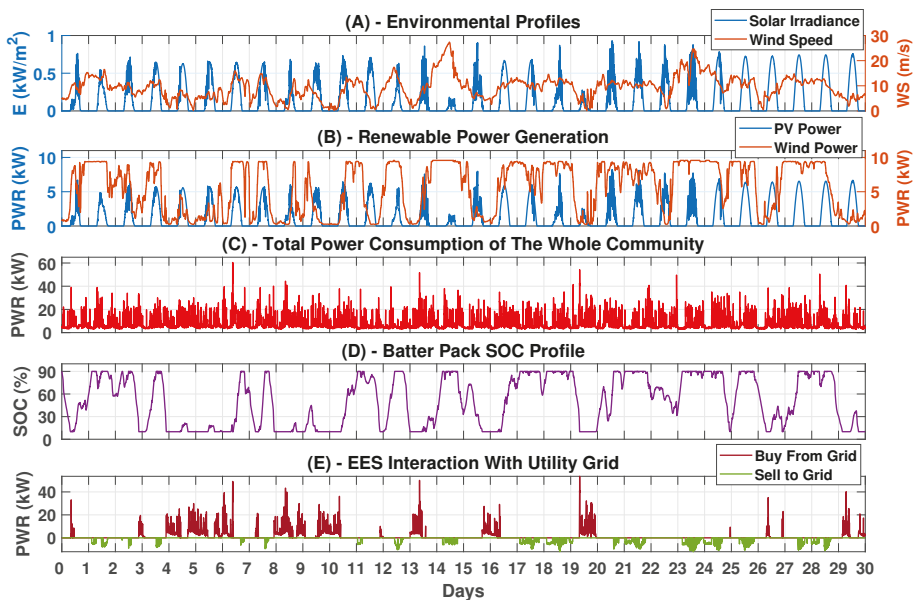 (A) - Environmental Profiles
Solar Irradiance
Wind Speed
E (kW/m²)
1
0.5
0
30
20
10
0
WS (m/s)
(B) - Renewable Power Generation
PV Power
Wind Power
PWR (kW)
10
5
0
10
5
0
PWR (kW)
(C) - Total Power Consumption of The Whole Community
PWR (kW)
60
40
20
0
(D) - Batter Pack SOC Profile
SOC (%)
90
60
30
0
(E) - EES Interaction With Utility Grid
Buy From Grid
Sell to Grid
PWR (kW)
40
20
0
0 1 2 3 4 5 6 7 8 9 10 11 12 13 14 15 16 17 18 19 20 21 22 23 24 25 26 27 28 29 30
Days